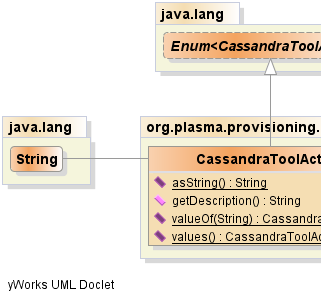 java.lang
Enum<CassandraToolA
java.lang
String
org.plasma.provisioning.
CassandraToolAct
asString() : String
getDescription() : String
valueOf(String) : Cassandra
values() : CassandraToolAc
yWorks UML Doclet